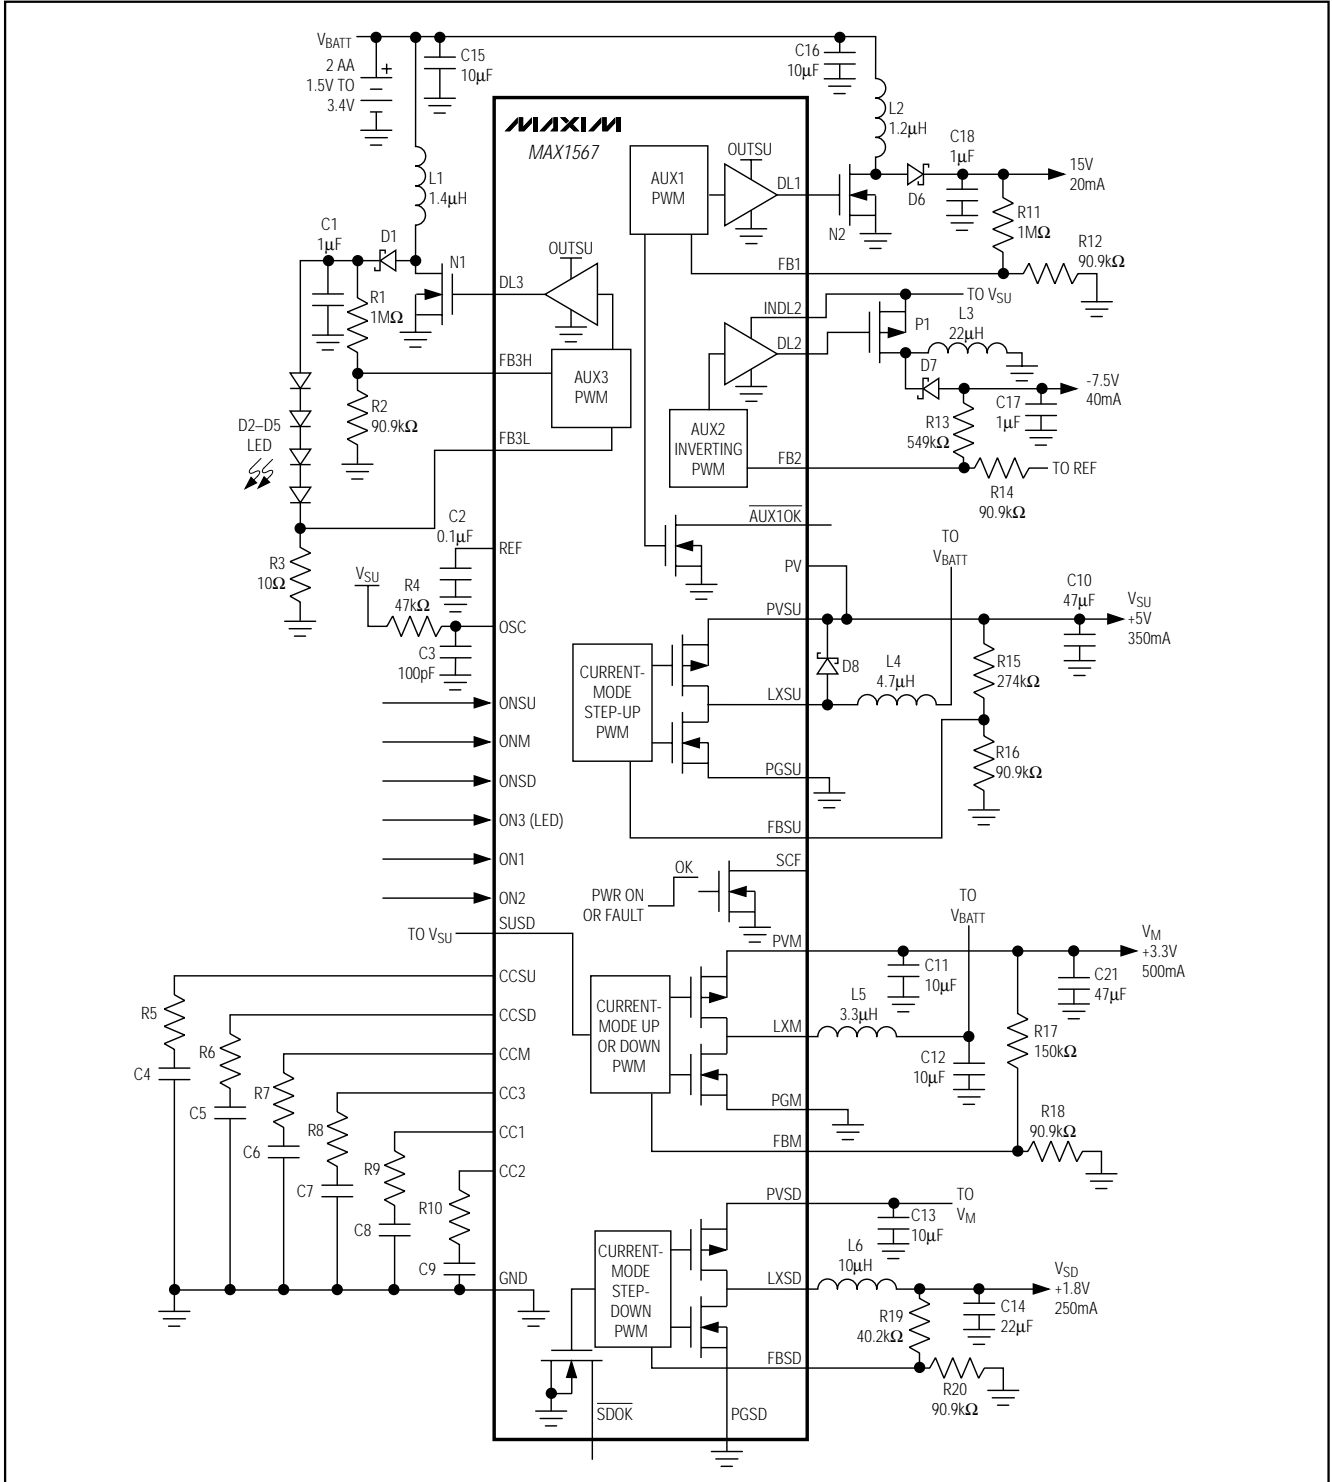 VBATT
2 AA
1.5V TO
3.4V
+
C15
10µF
C16
10µF
L2
1.2µH
MAXIM
MAX1567
L1
1.4µH
AUX1
PWM
OUTSU
DL1
N2
D6
C18
1µF
15V
20mA
R11
1MΩ
R12
90.9kΩ
FB1
C1
1µF
D1
N1
R1
1MΩ
DL3
OUTSU
FB3H
AUX3
PWM
R2
90.9kΩ
FB3L
D2–D5
LED
INDL2
TO VSU
DL2
P1
L3
22µH
D7
-7.5V
40mA
C17
1µF
R13
549kΩ
AUX2
INVERTING
PWM
FB2
TO REF
R14
90.9kΩ
AUX1OK
C2
0.1µF
REF
R3
10Ω
VSU
R4
47kΩ
OSC
C3
100pF
PV
TO
VBATT
PVSU
C10
47µF
VSU
+5V
350mA
CURRENT-
MODE
STEP-UP
PWM
D8
L4
4.7µH
LXSU
R15
274kΩ
R16
90.9kΩ
PGSU
FBSU
ONSU
ONM
ONSD
ON3 (LED)
ON1
ON2
SCF
OK
PWR ON
OR FAULT
TO VSU
SUSD
TO
VBATT
PVM
VM
+3.3V
500mA
C11
10µF
C21
47µF
CURRENT-
MODE UP
OR DOWN
PWM
L5
3.3µH
LXM
C12
10µF
R17
150kΩ
PGM
FBM
R18
90.9kΩ
CCSU
R5
C4
CCSD
R6
C5
CCM
R7
C6
CC3
R8
C7
CC1
R9
C8
CC2
R10
C9
GND
PVSD
TO
VM
C13
10µF
CURRENT-
MODE
STEP-
DOWN
PWM
L6
10µH
LXSD
VSD
+1.8V
250mA
R19
40.2kΩ
C14
22µF
FBSD
R20
90.9kΩ
SDOK
PGSD